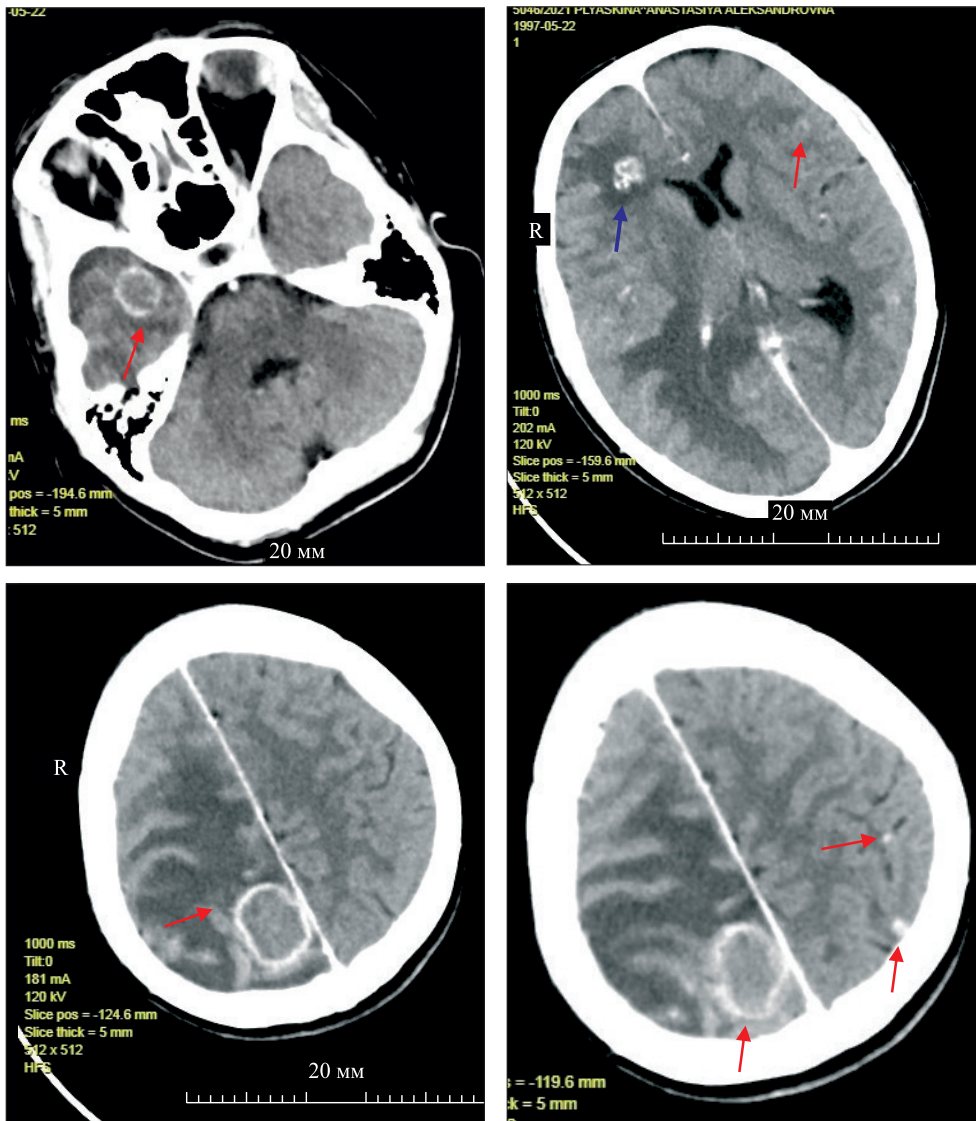 -05-22
ms
mA
kV
pos = -194.6 mm
thick = 5 mm
: 512
20 мм
5046/2021 PLYASKINA^ANASTASIYA ALEKSANDROVNA
1997-05-22
1
R
1000 ms
Tilt:0
202 mA
120 kV
Slice pos = -159.6 mm
Slice thick = 5 mm
512 x 512
HFS
20 мм
R
1000 ms
Tilt:0
181 mA
120 kV
Slice pos = -124.6 mm
Slice thick = 5 mm
512 x 512
HFS
20 мм
s = -119.6 mm
ck = 5 mm